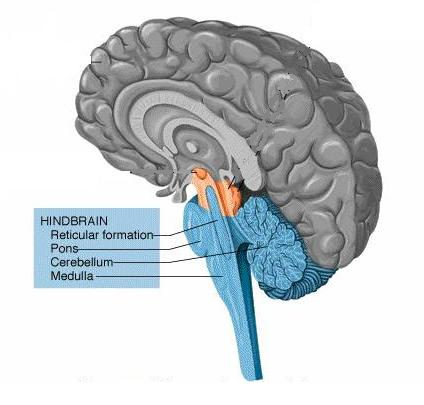 HINDBRAIN
Reticular formation
Pons
Cerebellum
Medulla